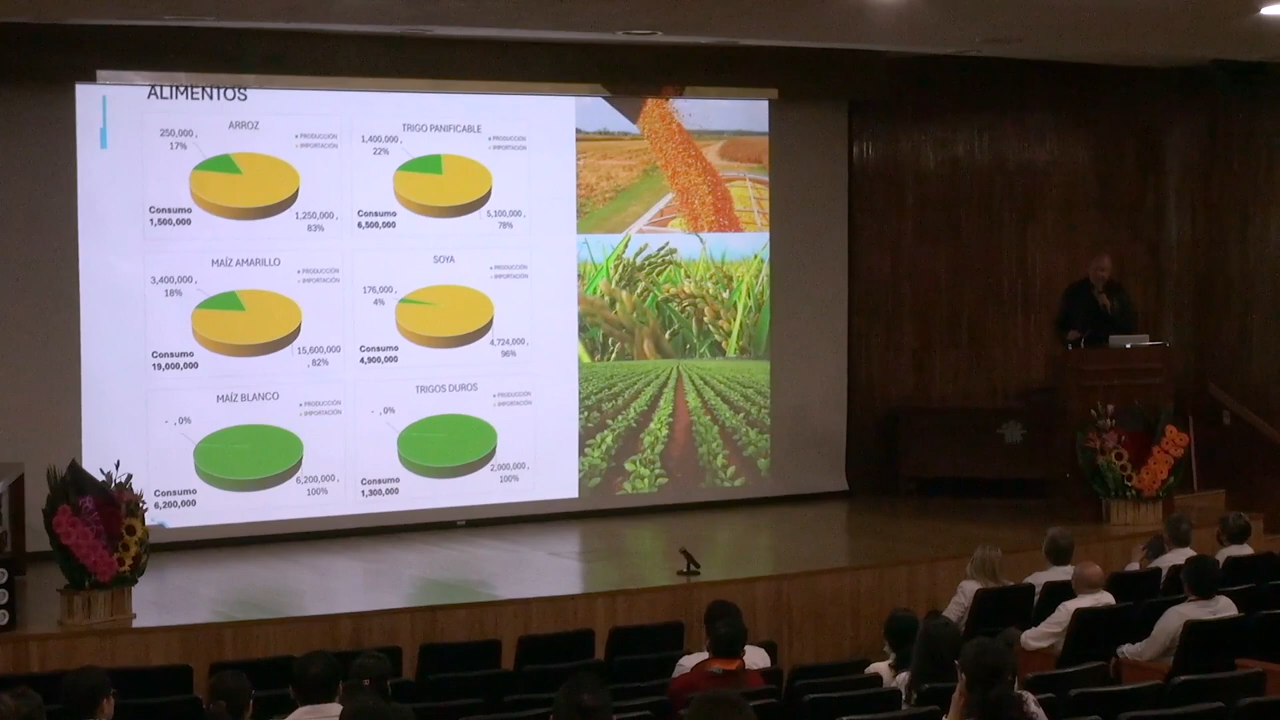 ALIMENTOS
ARROZ
250,000 ,
17%
PRODUCCIÓN
IMPORTACIÓN
Consumo
1,500,000
1,250,000 ,
83%
TRIGO PANIFICABLE
1,400,000 ,
22%
PRODUCCIÓN
IMPORTACIÓN
Consumo
6,500,000
5,100,000 ,
78%
MAÍZ AMARILLO
3,400,000 ,
18%
PRODUCCIÓN
IMPORTACIÓN
Consumo
19,000,000
15,600,000
, 82%
SOYA
176,000 ,
4%
PRODUCCIÓN
IMPORTACIÓN
Consumo
4,900,000
4,724,000 ,
96%
MAÍZ BLANCO
- , 0%
PRODUCCIÓN
IMPORTACIÓN
Consumo
6,200,000
6,200,000 ,
100%
TRIGOS DUROS
- , 0%
PRODUCCIÓN
IMPORTACIÓN
Consumo
1,300,000
2,000,000 ,
100%